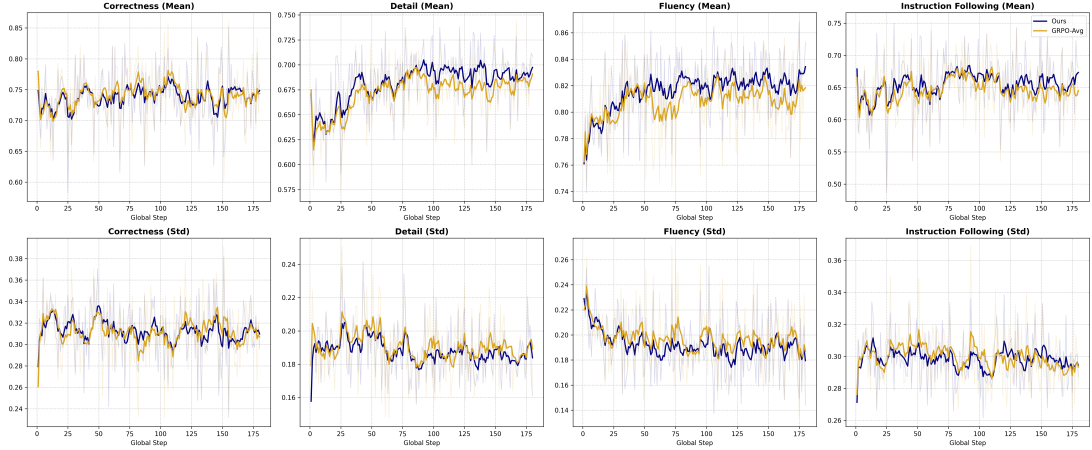 Correctness (Mean)
0.85
0.80
0.75
0.70
0.65
0.60
0 25 50 75 100 125 150 175
Global Step
Detail (Mean)
0.750
0.725
0.700
0.675
0.650
0.625
0.600
0.575
0 25 50 75 100 125 150 175
Global Step
Fluency (Mean)
0.86
0.84
0.82
0.80
0.78
0.76
0.74
0 25 50 75 100 125 150 175
Global Step
Instruction Following (Mean)
Ours
GRPO-Avg
0.75
0.70
0.65
0.60
0.55
0.50
0 25 50 75 100 125 150 175
Global Step
Correctness (Std)
0.38
0.36
0.34
0.32
0.30
0.28
0.26
0.24
0 25 50 75 100 125 150 175
Global Step
Detail (Std)
0.24
0.22
0.20
0.18
0.16
0 25 50 75 100 125 150 175
Global Step
Fluency (Std)
0.26
0.24
0.22
0.20
0.18
0.16
0.14
0 25 50 75 100 125 150 175
Global Step
Instruction Following (Std)
0.36
0.34
0.32
0.30
0.28
0.26
0 25 50 75 100 125 150 175
Global Step